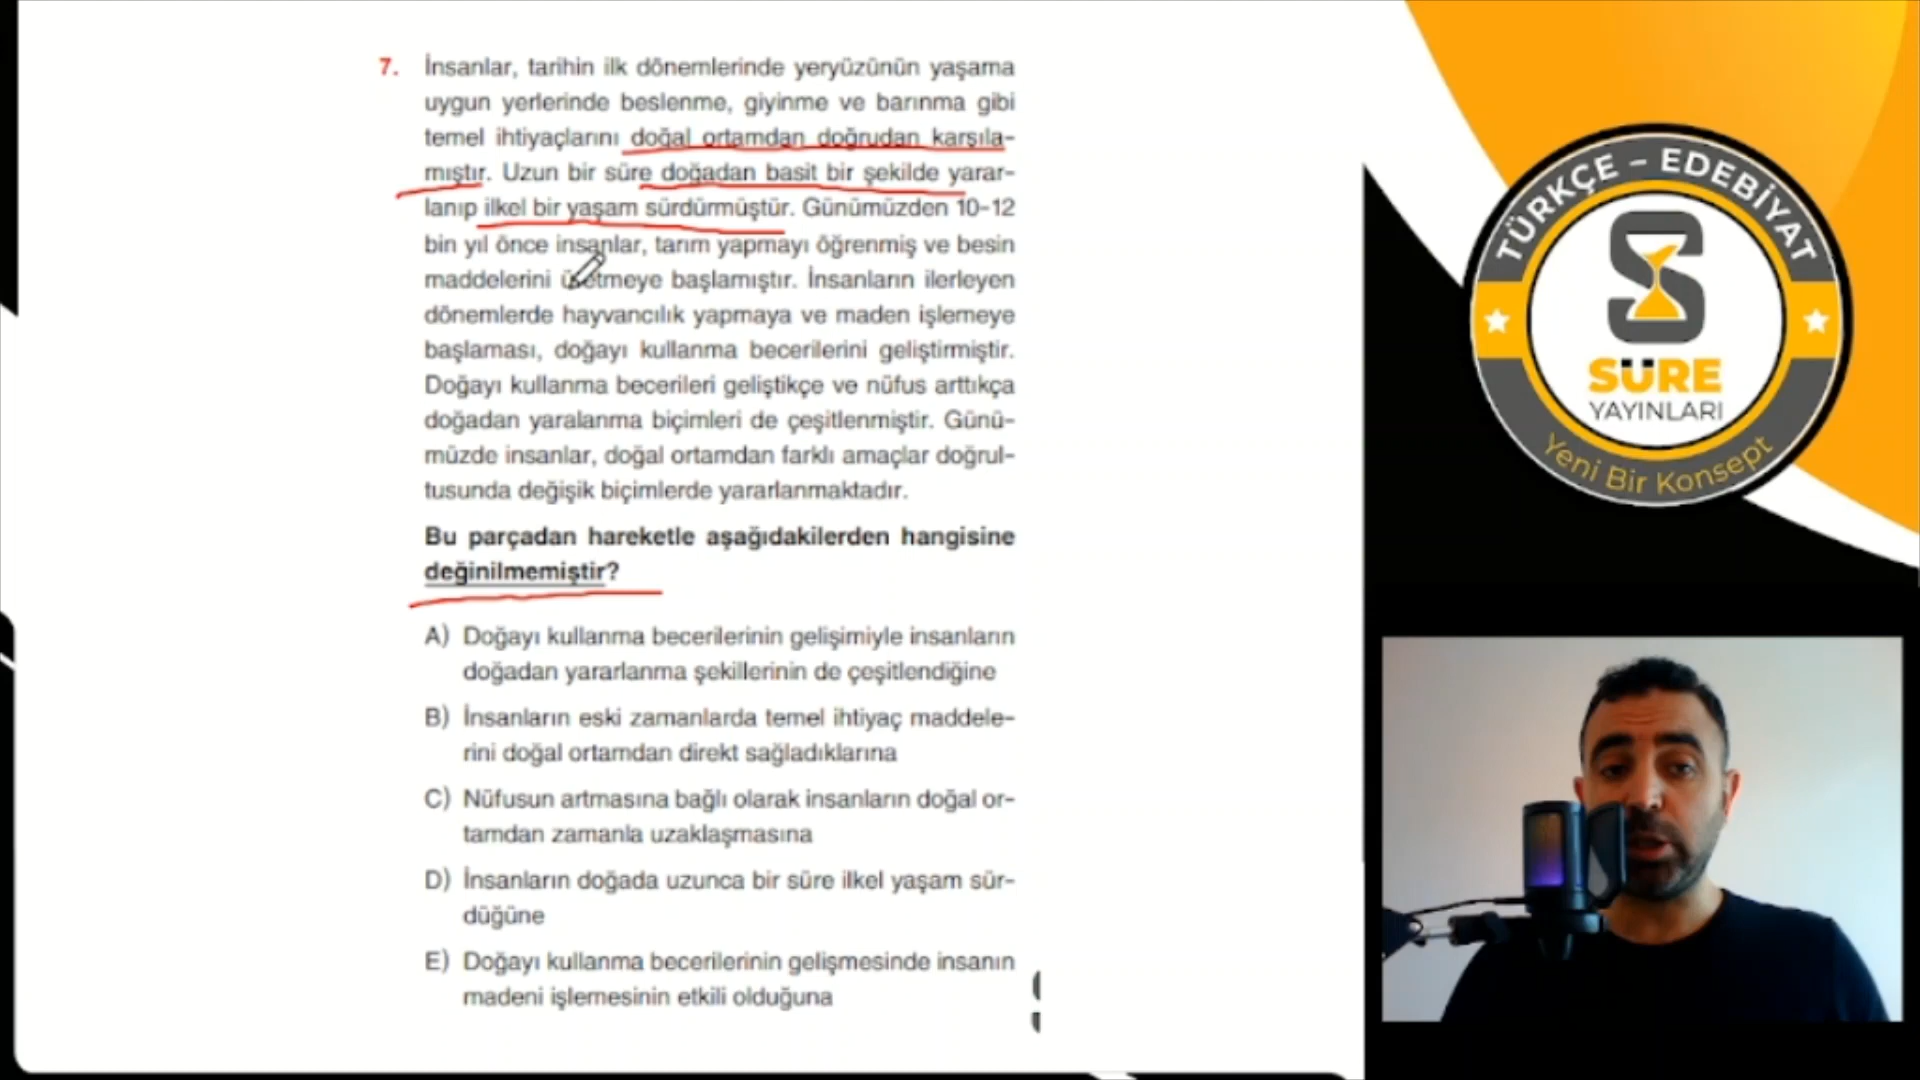 7. İnsanlar, tarihin ilk dönemlerinde yeryüzünün yaşama
uygun yerlerinde beslenme, giyinme ve barınma gibi
temel ihtiyaçlarını doğal ortamdan doğrudan karşıla-
mıştır. Uzun bir süre doğadan basit bir şekilde yarar-
lanıp ilkel bir yaşam sürdürmüştür. Günümüzden 10-12
bin yıl önce insanlar, tarım yapmayı öğrenmiş ve besin
maddelerini üretmeye başlamıştır. İnsanların ilerleyen
dönemlerde hayvancılık yapmaya ve maden işlemeye
başlaması, doğayı kullanma becerilerini geliştirmiştir.
Doğayı kullanma becerileri geliştikçe ve nüfus arttıkça
doğadan yaralanma biçimleri de çeşitlenmiştir. Günü-
müzde insanlar, doğal ortamdan farklı amaçlar doğrul-
tusunda değişik biçimlerde yararlanmaktadır.
Bu parçadan hareketle aşağıdakilerden hangisine
değinilmemiştir?
A) Doğayı kullanma becerilerinin gelişimiyle insanların
doğadan yararlanma şekillerinin de çeşitlendiğine
B) İnsanların eski zamanlarda temel ihtiyaç maddele-
rini doğal ortamdan direkt sağladıklarına
C) Nüfusun artmasına bağlı olarak insanların doğal or-
tamdan zamanla uzaklaşmasına
D) İnsanların doğada uzunca bir süre ilkel yaşam sür-
düğüne
E) Doğayı kullanma becerilerinin gelişmesinde insanın
madeni işlemesinin etkili olduğuna
TÜRKÇE – EDEBİYAT
SÜRE
YAYINLARI
Yeni Bir Konsept